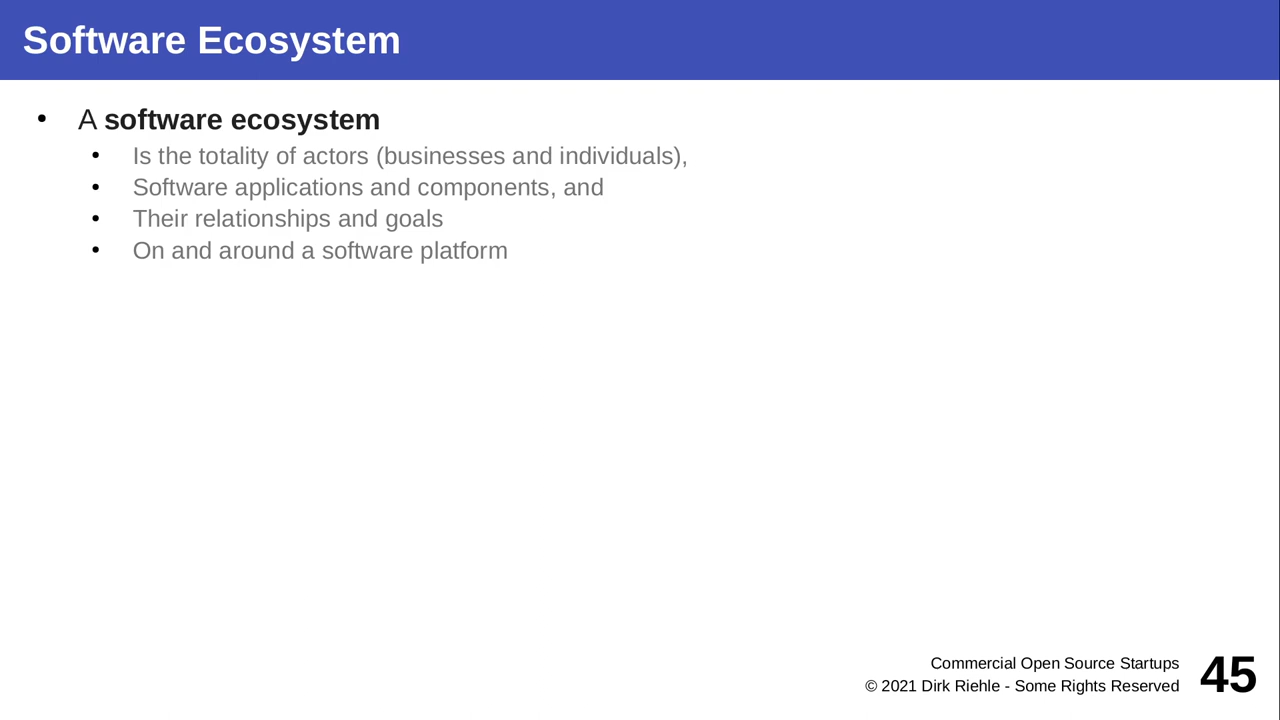 Software Ecosystem
• A software ecosystem
• Is the totality of actors (businesses and individuals),
• Software applications and components, and
• Their relationships and goals
• On and around a software platform
Commercial Open Source Startups
© 2021 Dirk Riehle - Some Rights Reserved
45